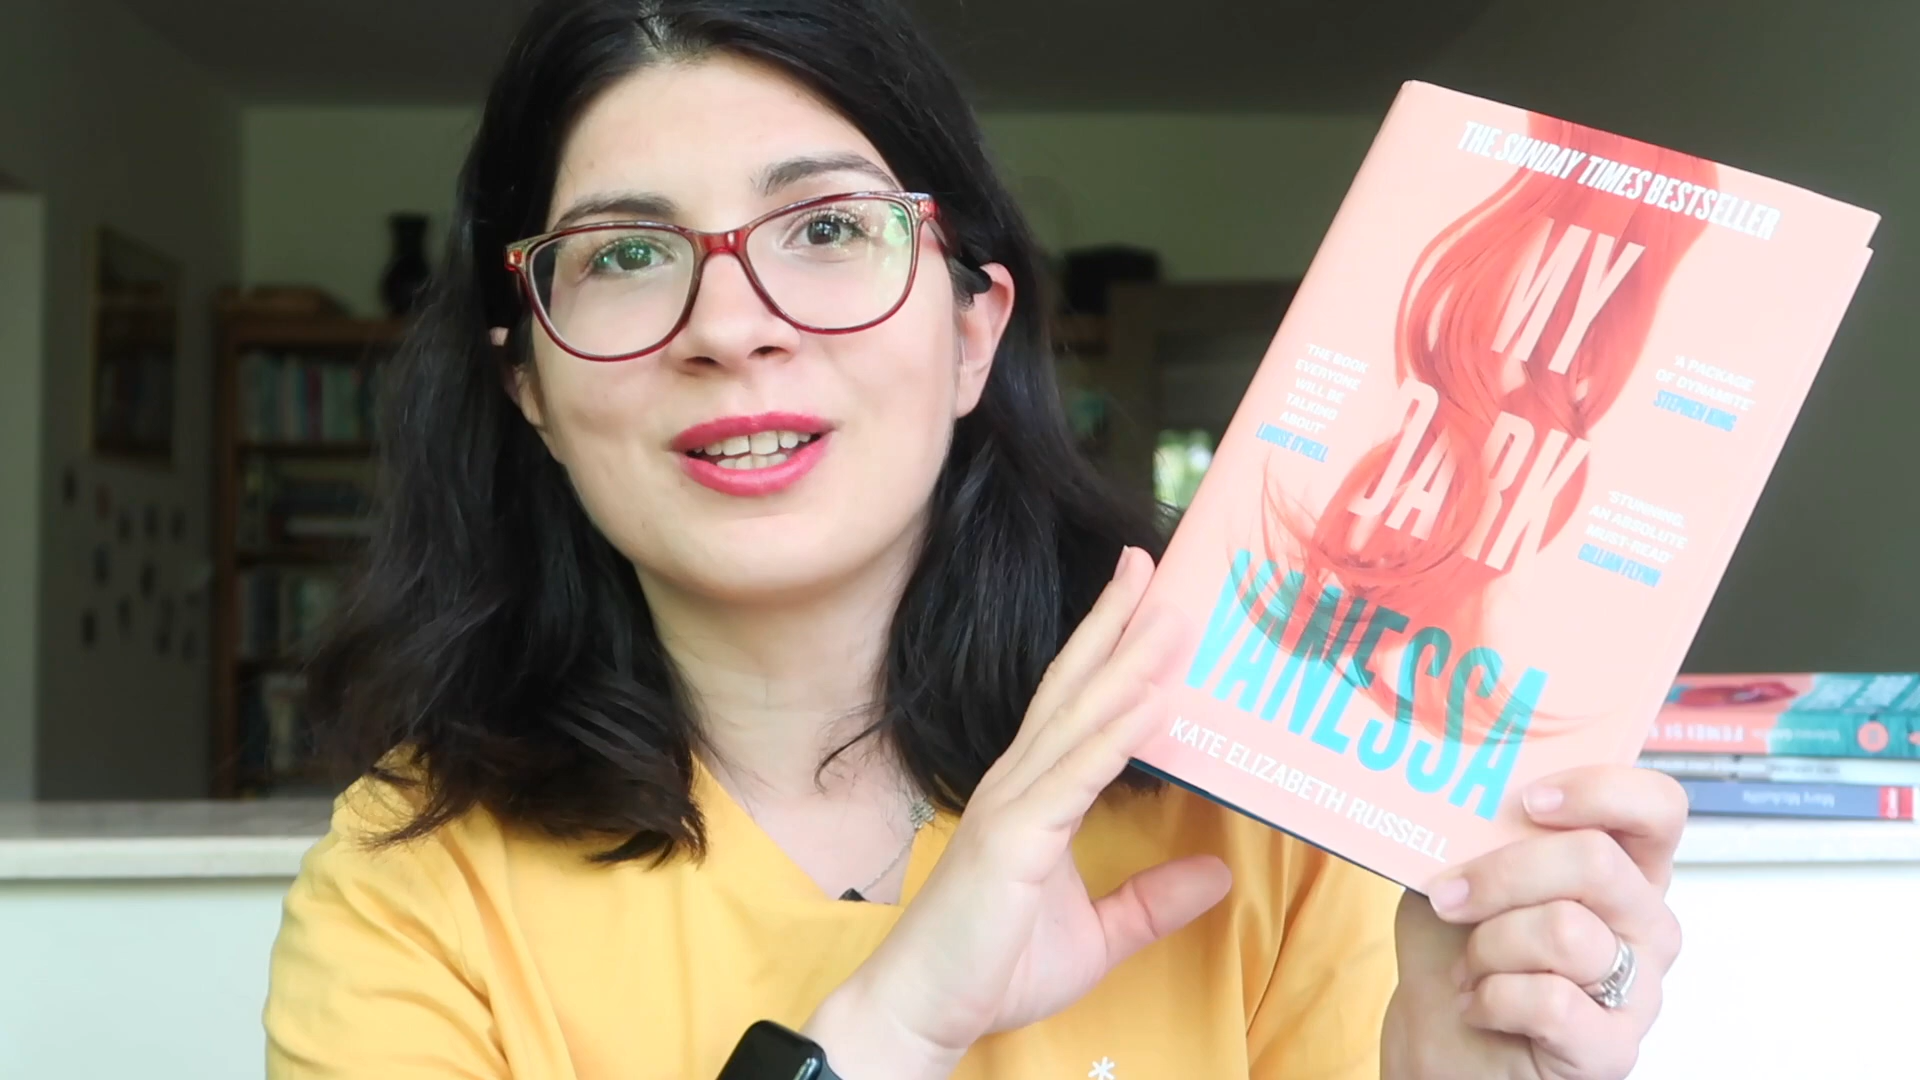 THE SUNDAY TIMES BESTSELLER
MY
DARK
VANESSA
'THE BOOK
EVERYONE
WILL BE
TALKING
ABOUT'
LOUISE O'NEILL
'A PACKAGE
OF DYNAMITE'
STEPHEN KING
'STUNNING,
AN ABSOLUTE
MUST-READ'
GILLIAN FLYNN
KATE ELIZABETH RUSSELL